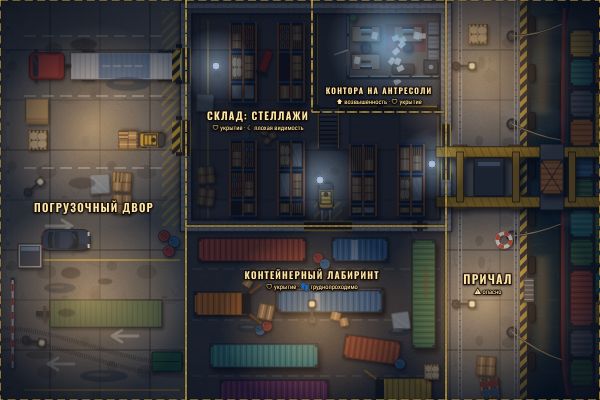 КОНТОРА НА АНТРЕСОЛИ
возвышенность · укрытие
СКЛАД: СТЕЛЛАЖИ
укрытие · плохая видимость
ПОГРУЗОЧНЫЙ ДВОР
КОНТЕЙНЕРНЫЙ ЛАБИРИНТ
укрытие · труднопроходимо
ПРИЧАЛ
опасно